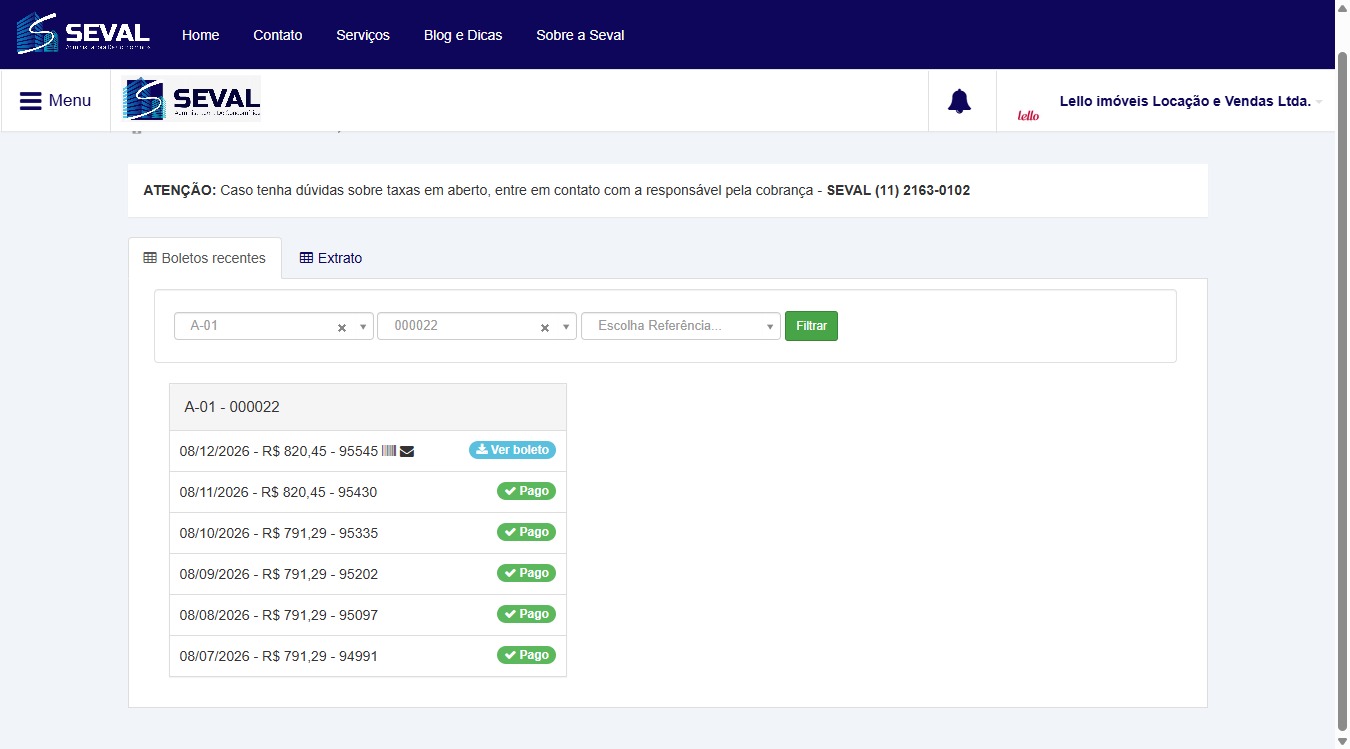 SEVAL
Home
Contato
Serviços
Blog e Dicas
Sobre a Seval
Menu
SEVAL
lello
Lello imóveis Locação e Vendas Ltda.
ATENÇÃO: Caso tenha dúvidas sobre taxas em aberto, entre em contato com a responsável pela cobrança - SEVAL (11) 2163-0102
Boletos recentes
Extrato
A-01
000022
Escolha Referência...
Filtrar
A-01 - 000022
08/12/2026 - R$ 820,45 - 95545 Ver boleto
08/11/2026 - R$ 820,45 - 95430 Pago
08/10/2026 - R$ 791,29 - 95335 Pago
08/09/2026 - R$ 791,29 - 95202 Pago
08/08/2026 - R$ 791,29 - 95097 Pago
08/07/2026 - R$ 791,29 - 94991 Pago